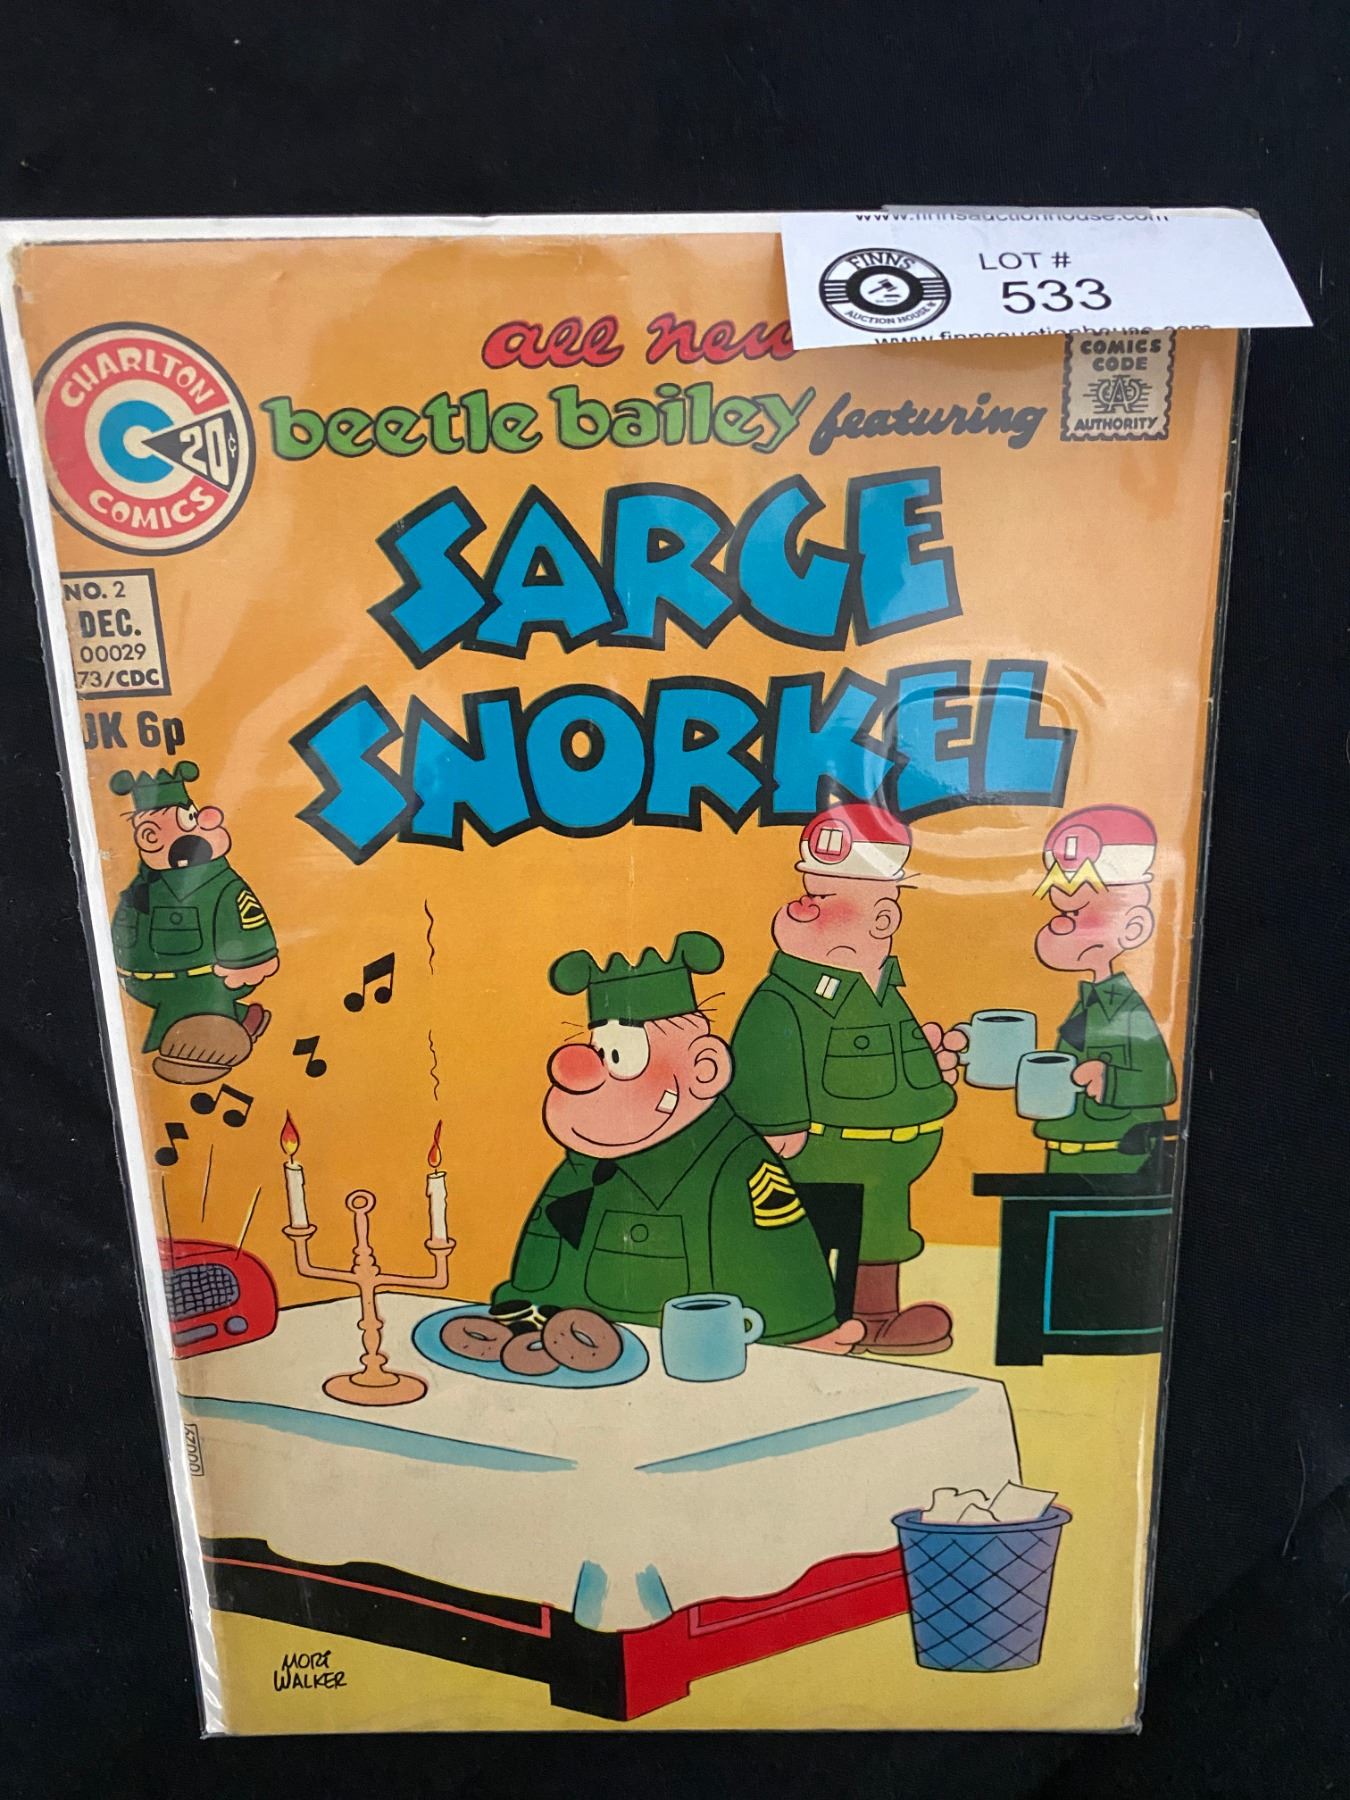 www.finnsauctionhouse.com
FINNS
AUCTION HOUSE
LOT #
533
www.finnsauctionhouse.com
all new
COMICS
CODE
AUTHORITY
CHARLTON
C 20¢
COMICS
beetle bailey featuring
SARGE
SNORKEL
NO. 2
DEC.
00029
73/CDC
UK 6p
00029
MORT
WALKER